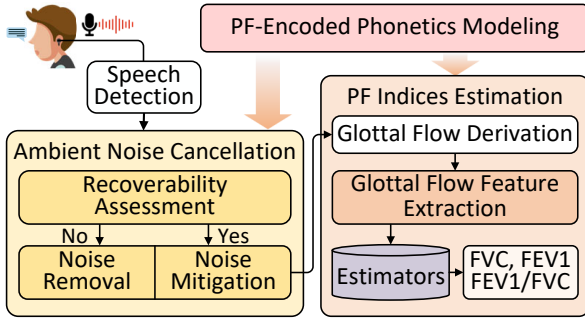 PF-Encoded Phonetics Modeling
Speech
Detection
Ambient Noise Cancellation
Recoverability
Assessment
No
Yes
Noise
Removal
Noise
Mitigation
PF Indices Estimation
Glottal Flow Derivation
Glottal Flow Feature
Extraction
Estimators
FVC, FEV1
FEV1/FVC